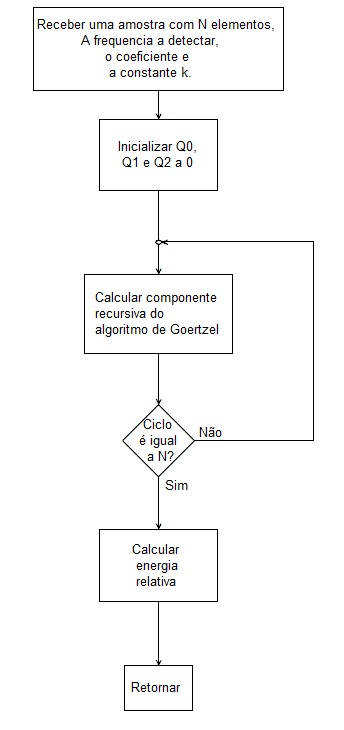 Receber uma amostra com N elementos,
A frequencia a detectar,
o coeficiente e
a constante k.
Inicializar Q0,
Q1 e Q2 a 0
Calcular componente
recursiva do
algoritmo de Goertzel
Ciclo
é igual
a N?
Não
Sim
Calcular
energia
relativa
Retornar